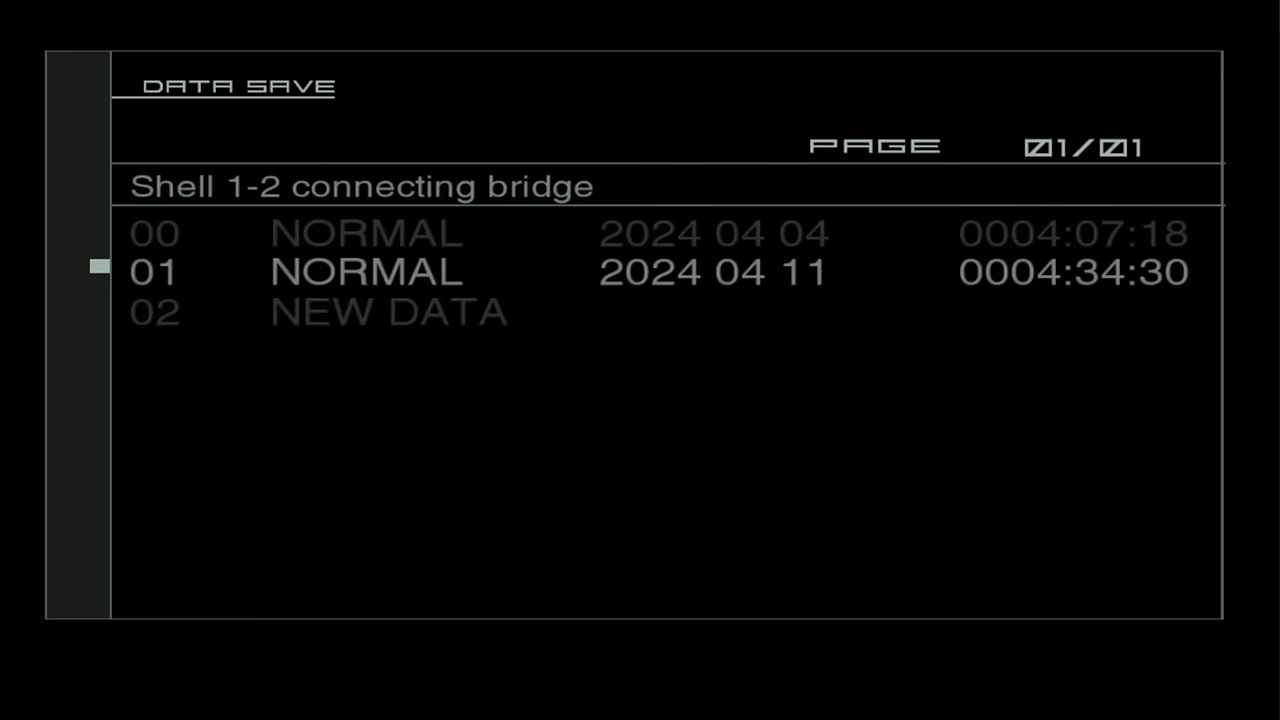 DATA SAVE
PAGE 01/01
Shell 1-2 connecting bridge
00 NORMAL 2024 04 04 0004:07:18
01 NORMAL 2024 04 11 0004:34:30
02 NEW DATA